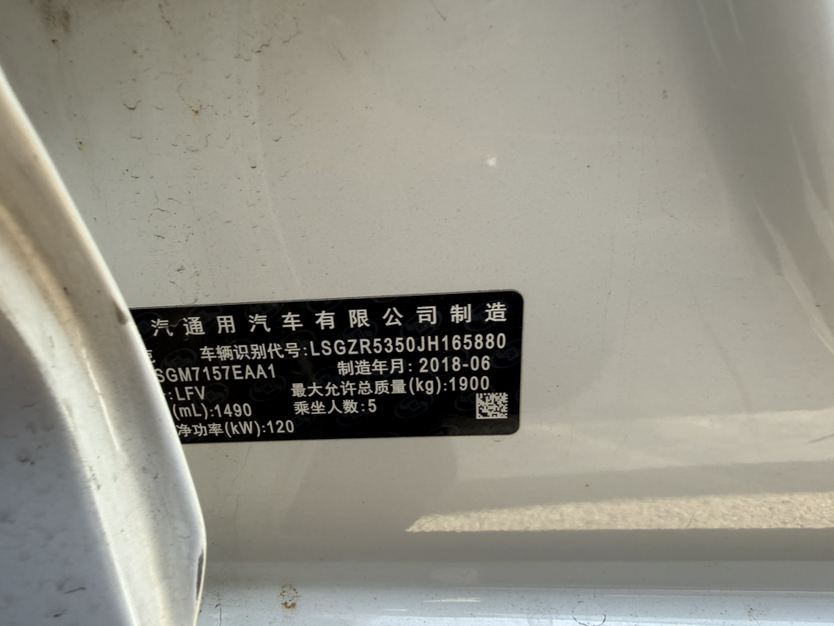 汽通用汽车有限公司制造
车辆识别代号:LSGZR5350JH165880
SGM7157EAA1 制造年月: 2018-06
:LFV 最大允许总质量(kg):1900
(mL):1490 乘坐人数:5
净功率(kW):120